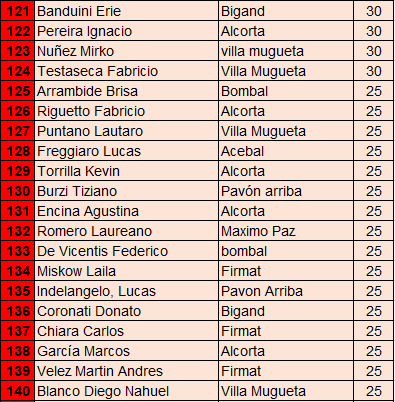 121 Banduini Erie Bigand 30
122 Pereira Ignacio Alcorta 30
123 Nuñez Mirko villa mugueta 30
124 Testaseca Fabricio Villa Mugueta 30
125 Arrambide Brisa Bombal 25
126 Riguetto Fabricio Alcorta 25
127 Puntano Lautaro Villa Mugueta 25
128 Freggiaro Lucas Acebal 25
129 Torrilla Kevin Alcorta 25
130 Burzi Tiziano Pavón arriba 25
131 Encina Agustina Alcorta 25
132 Romero Laureano Maximo Paz 25
133 De Vicentis Federico bombal 25
134 Miskow Laila Firmat 25
135 Indelangelo, Lucas Pavon Arriba 25
136 Coronati Donato Bigand 25
137 Chiara Carlos Firmat 25
138 García Marcos Alcorta 25
139 Velez Martin Andres Firmat 25
140 Blanco Diego Nahuel Villa Mugueta 25